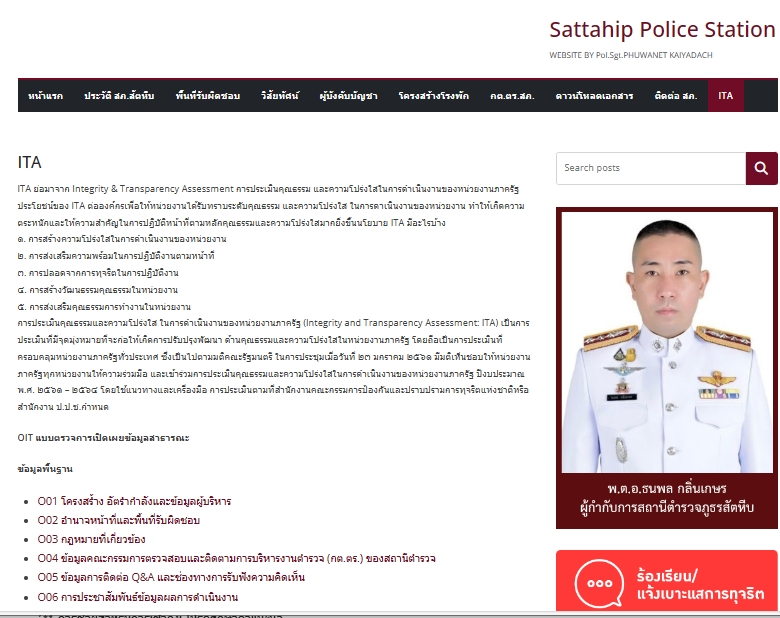 Sattahip Police Station
WEBSITE BY Pol.Sgt.PHUWANET KAIYADACH
หน้าแรก ประวัติ สภ.สัตหีบ พื้นที่รับผิดชอบ วิสัยทัศน์ ผู้บังคับบัญชา โครงสร้างโรงพัก กต.ตร.สภ. ดาวน์โหลดเอกสาร ติดต่อ สภ. ITA
ITA
ITA ย่อมาจาก Integrity & Transparency Assessment การประเมินคุณธรรม และความโปร่งใสในการดำเนินงานของหน่วยงานภาครัฐ
ประโยชน์ของ ITA ต่อองค์กรเพื่อให้หน่วยงานได้รับทราบระดับคุณธรรม และความโปร่งใส ในการดาเนินงานของหน่วยงาน ทำให้เกิดความ
ตระหนักและให้ความสำคัญในการปฏิบัติหน้าที่ตามหลักคุณธรรมและความโปร่งใสมากยิ่งขึ้นนโยบาย ITA มีอะไรบ้าง
๑. การสร้างความโปร่งใสในการดำเนินงานของหน่วยงาน
๒. การส่งเสริมความพร้อมในการปฏิบัติงานตามหน้าที่
๓. การปลอดจากการทุจริตในการปฏิบัติงาน
๔. การสร้างวัฒนธรรมคุณธรรมในหน่วยงาน
๕. การส่งเสริมคุณธรรมการทำงานในหน่วยงาน
การประเมินคุณธรรมและความโปร่งใส ในการดำเนินงานของหน่วยงานภาครัฐ (Integrity and Transparency Assessment: ITA) เป็นการ
ประเมินที่มีจุดมุ่งหมายที่จะก่อให้เกิดการปรับปรุงพัฒนา ด้านคุณธรรมและความโปร่งใสในหน่วยงานภาครัฐ โดยถือเป็นการประเมินที่
ครอบคลุมหน่วยงานภาครัฐทั่วประเทศ ซึ่งเป็นไปตามมติคณะรัฐมนตรี ในการประชุมเมื่อวันที่ ๒๓ มกราคม ๒๕๖๑ มีมติเห็นชอบให้หน่วยงาน
ภาครัฐทุกหน่วยงานให้ความร่วมมือ และเข้าร่วมการประเมินคุณธรรมและความโปร่งใสในการดำเนินงานของหน่วยงานภาครัฐ ปีงบประมาณ
พ.ศ. ๒๕๖๑ – ๒๕๖๔ โดยใช้แนวทางและเครื่องมือ การประเมินตามที่สำนักงานคณะกรรมการป้องกันและปราบปรามการทุจริตแห่งชาติหรือ
สำนักงาน ป.ป.ช.กำหนด
OIT แบบตรวจการเปิดเผยข้อมูลสาธารณะ
ข้อมูลพื้นฐาน
O01 โครงสร้าง อัตรากำลังและข้อมูลผู้บริหาร
O02 อำนาจหน้าที่และพื้นที่รับผิดชอบ
O03 กฎหมายที่เกี่ยวข้อง
O04 ข้อมูลคณะกรรมการตรวจสอบและติดตามการบริหารงานตำรวจ (กต.ตร.) ของสถานีตำรวจ
O05 ข้อมูลการติดต่อ Q&A และช่องทางการรับฟังความคิดเห็น
O06 การประชาสัมพันธ์ข้อมูลผลการดำเนินงาน
Search posts
พ.ต.อ.ธนพล กลิ่นเกษร
ผู้กำกับการสถานีตำรวจภูธรสัตหีบ
ร้องเรียน/
แจ้งเบาะแสการทุจริต